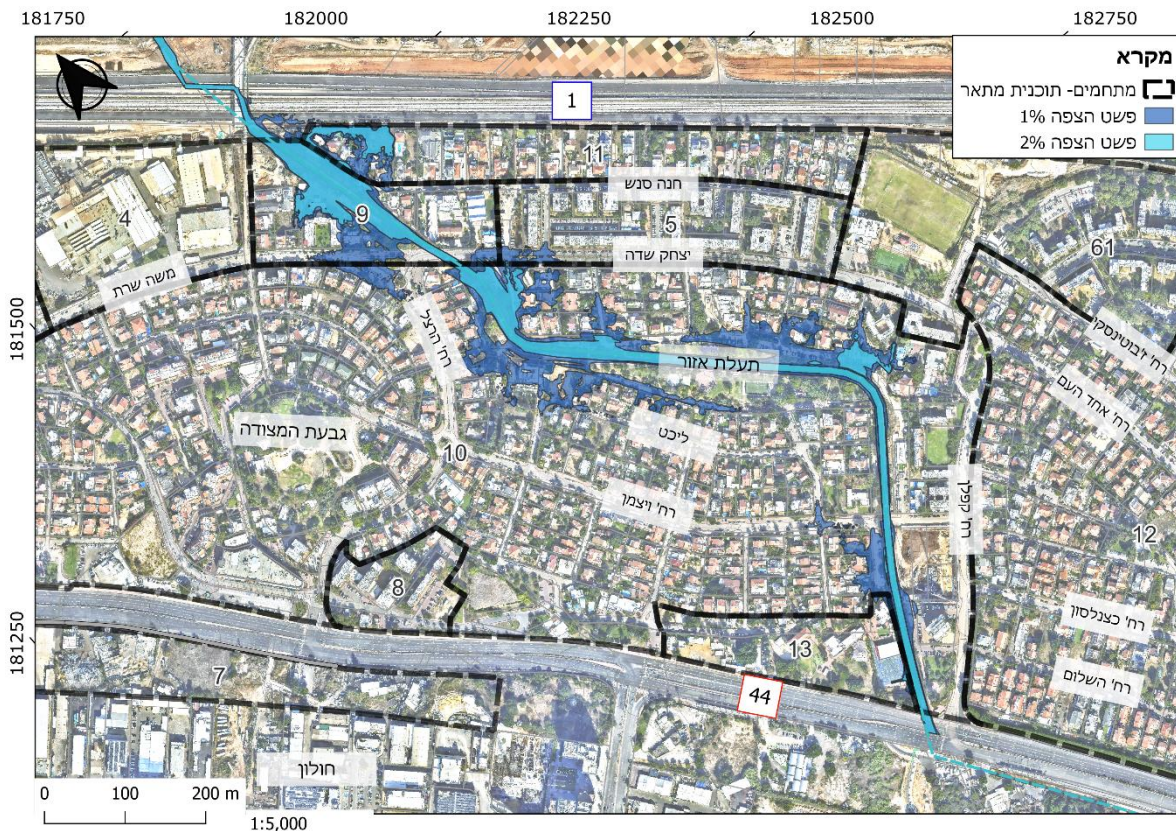 181750
182000
182250
182500
182750
מקרא
מתחמים- תוכנית מתאר
פשט הצפה 1%
פשט הצפה 2%
1
11
חנה סנש
4
9
5
יצחק שדה
61
משה שרת
181500
רח' הרצל
תעלת אזור
רח' ז'בוטינסקי
רח' אחד העם
גבעת המצודה
ליכט
10
רח' ויצמן
רח' קפלן
12
8
רח' כצנלסון
181250
13
רח' השלום
7
44
חולון
0 100 200 m
1:5,000